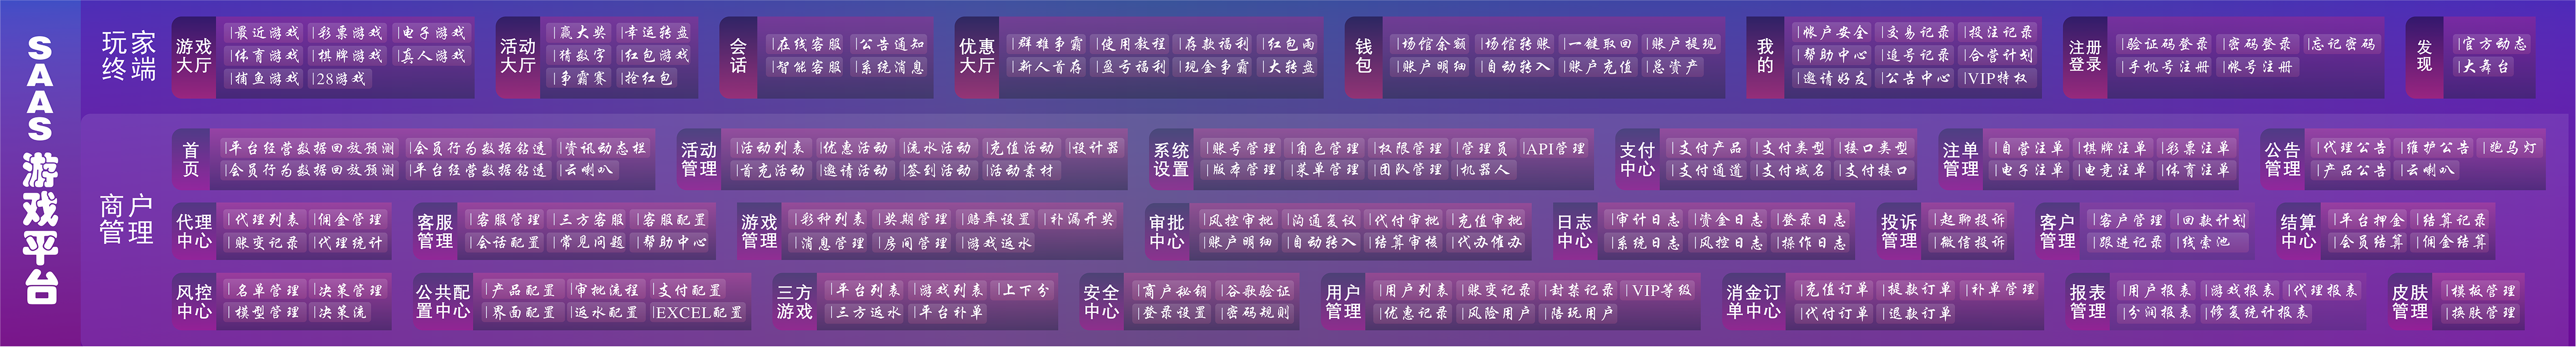 SAAS 游戏平台
玩家终端
游戏大厅
|最近游戏 |彩票游戏 |电子游戏
|体育游戏 |棋牌游戏 |真人游戏
|捕鱼游戏 |28游戏
活动大厅
|赢大奖 |幸运转盘
|猜数字 |红包游戏
|争霸赛 |抢红包
会话
|在线客服 |公告通知
|智能客服 |系统消息
优惠大厅
|群雄争霸 |使用教程 |存款福利 |红包雨
|新人首存 |盈亏福利 |现金争霸 |大转盘
钱包
|场馆余额 |场馆转账 |一键取回 |账户提现
|账户明细 |自动转入 |账户充值 |总资产
我的
|帐户安全 |交易记录 |投注记录
|帮助中心 |追号记录 |合营计划
|邀请好友 |公告中心 |VIP特权
注册登录
|验证码登录 |密码登录 |忘记密码
|手机号注册 |帐号注册
发现
|官方动态
|大舞台
商户管理
首页
|平台经营数据回放预测 |会员行为数据钻透 |资讯动态栏
|会员行为数据回放预测 |平台经营数据钻透 |云喇叭
活动管理
|活动列表 |优惠活动 |流水活动 |充值活动 |设计器
|首充活动 |邀请活动 |签到活动 |活动素材
系统设置
|账号管理 |角色管理 |权限管理 |管理员 |API管理
|版本管理 |菜单管理 |团队管理 |机器人
支付中心
|支付产品 |支付类型 |接口类型
|支付通道 |支付域名 |支付接口
注单管理
|自营注单 |棋牌注单 |彩票注单
|电子注单 |电竞注单 |体育注单
公告管理
|代理公告 |维护公告 |跑马灯
|产品公告 |云喇叭
代理中心
|代理列表 |佣金管理
|账变记录 |代理统计
客服管理
|客服管理 |三方客服 |客服配置
|会话配置 |常见问题 |帮助中心
游戏管理
|彩种列表 |奖期管理 |赔率设置 |补漏开奖
|消息管理 |房间管理 |游戏返水
审批中心
|风控审批 |沟通复议 |代付审批 |充值审批
|账户明细 |自动转入 |结算审核 |代办催办
日志中心
|审计日志 |资金日志 |登录日志
|系统日志 |风控日志 |操作日志
投诉管理
|起聊投诉
|微信投诉
客户管理
|客户管理 |回款计划
|跟进记录 |线索池
结算中心
|平台押金 |结算记录
|会员结算 |佣金结算
风控中心
|名单管理 |决策管理
|模型管理 |决策流
公共配置中心
|产品配置 |审批流程 |支付配置
|界面配置 |返水配置 |EXCEL配置
三方游戏
|平台列表 |游戏列表 |上下分
|三方返水 |平台补单
安全中心
|商户秘钥 |谷歌验证
|登录设置 |密码规则
用户管理
|用户列表 |账变记录 |封禁记录 |VIP等级
|优惠记录 |风险用户 |陪玩用户
消金订单中心
|充值订单 |提款订单 |补单管理
|代付订单 |退款订单
报表管理
|用户报表 |游戏报表 |代理报表
|分润报表 |修复统计报表
皮肤管理
|模板管理
|换肤管理